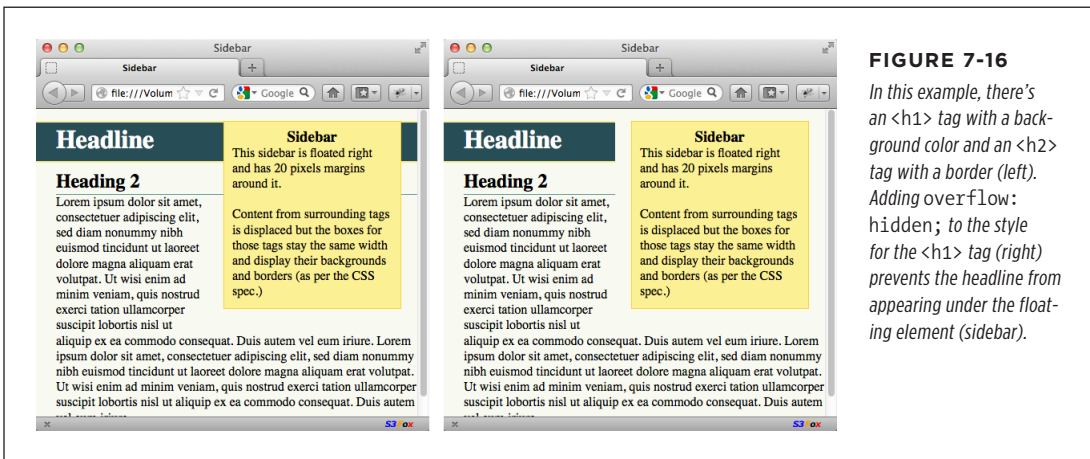 Sidebar
Sidebar
file:///Volum
Google
Headline
Sidebar
This sidebar is floated right
and has 20 pixels margins
around it.
Content from surrounding tags
is displaced but the boxes for
those tags stay the same width
and display their backgrounds
and borders (as per the CSS
spec.)
Heading 2
Lorem ipsum dolor sit amet,
consectetuer adipiscing elit,
sed diam nonummy nibh
euismod tincidunt ut laoreet
dolore magna aliquam erat
volutpat. Ut wisi enim ad
minim veniam, quis nostrud
exerci tation ullamcorper
suscipit lobortis nisl ut
aliquip ex ea commodo consequat. Duis autem vel eum iriure. Lorem
ipsum dolor sit amet, consectetuer adipiscing elit, sed diam nonummy
nibh euismod tincidunt ut laoreet dolore magna aliquam erat volutpat.
Ut wisi enim ad minim veniam, quis nostrud exerci tation ullamcorper
suscipit lobortis nisl ut aliquip ex ea commodo consequat. Duis autem
Sidebar
Sidebar
file:///Volum
Google
Headline
Sidebar
This sidebar is floated right
and has 20 pixels margins
around it.
Content from surrounding tags
is displaced but the boxes for
those tags stay the same width
and display their backgrounds
and borders (as per the CSS
spec.)
Heading 2
Lorem ipsum dolor sit amet,
consectetuer adipiscing elit,
sed diam nonummy nibh
euismod tincidunt ut laoreet
dolore magna aliquam erat
volutpat. Ut wisi enim ad
minim veniam, quis nostrud
exerci tation ullamcorper
suscipit lobortis nisl ut
aliquip ex ea commodo consequat. Duis autem vel eum iriure. Lorem
ipsum dolor sit amet, consectetuer adipiscing elit, sed diam nonummy
nibh euismod tincidunt ut laoreet dolore magna aliquam erat volutpat.
Ut wisi enim ad minim veniam, quis nostrud exerci tation ullamcorper
suscipit lobortis nisl ut aliquip ex ea commodo consequat. Duis autem
FIGURE 7-16
In this example, there's
an <h1> tag with a back-
ground color and an <h2>
tag with a border (left).
Adding overflow:
hidden; to the style
for the <h1> tag (right)
prevents the headline from
appearing under the float-
ing element (sidebar).